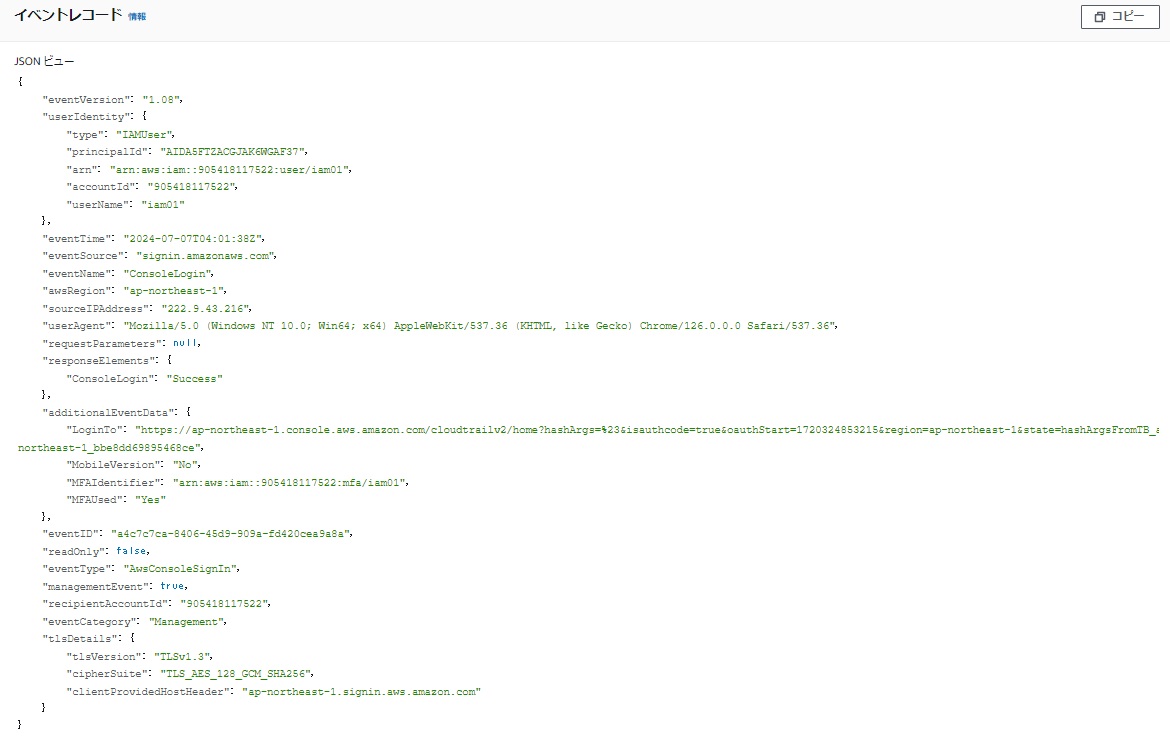 イベントレコード 情報
コピー
JSON ビュー
{
"eventVersion": "1.08",
"userIdentity": {
"type": "IAMUser",
"principalId": "AIDA5FTZACGJAK6WGAF37",
"arn": "arn:aws:iam::905418117522:user/iam01",
"accountId": "905418117522",
"userName": "iam01"
},
"eventTime": "2024-07-07T04:01:38Z",
"eventSource": "signin.amazonaws.com",
"eventName": "ConsoleLogin",
"awsRegion": "ap-northeast-1",
"sourceIPAddress": "222.9.43.216",
"userAgent": "Mozilla/5.0 (Windows NT 10.0; Win64; x64) AppleWebKit/537.36 (KHTML, like Gecko) Chrome/126.0.0.0 Safari/537.36",
"requestParameters": null,
"responseElements": {
"ConsoleLogin": "Success"
},
"additionalEventData": {
"LoginTo": "https://ap-northeast-1.console.aws.amazon.com/cloudtrailv2/home?hashArgs=%23&isauthcode=true&oauthStart=1720324853215&region=ap-northeast-1&state=hashArgsFromTB_a
northeast-1_bbe8dd69895468ce",
"MobileVersion": "No",
"MFAIdentifier": "arn:aws:iam::905418117522:mfa/iam01",
"MFAUsed": "Yes"
},
"eventID": "a4c7c7ca-8406-45d9-909a-fd420cea9a8a",
"readOnly": false,
"eventType": "AwsConsoleSignIn",
"managementEvent": true,
"recipientAccountId": "905418117522",
"eventCategory": "Management",
"tlsDetails": {
"tlsVersion": "TLSv1.3",
"cipherSuite": "TLS_AES_128_GCM_SHA256",
"clientProvidedHostHeader": "ap-northeast-1.signin.aws.amazon.com"
}
}